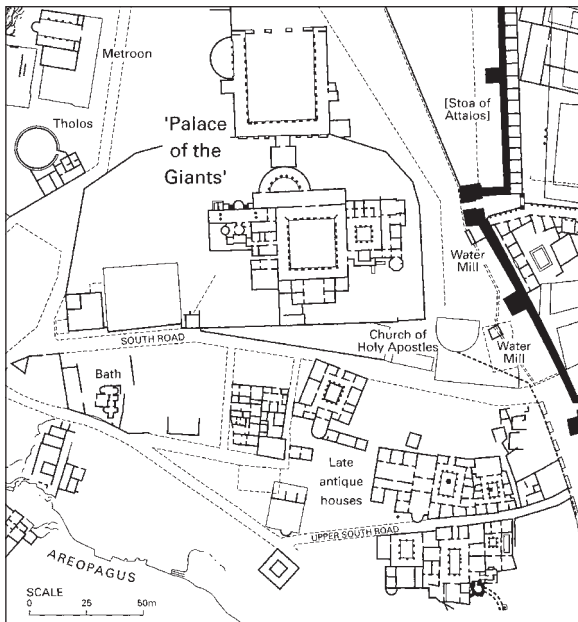 Metroon
Tholos
'Palace
of the
Giants'
[Stoa of
Attalos]
Water
Mill
Church of
Holy Apostles
Water
Mill
SOUTH ROAD
Bath
Late
antique
houses
UPPER SOUTH ROAD
AREOPAGUS
SCALE
0 25 50m